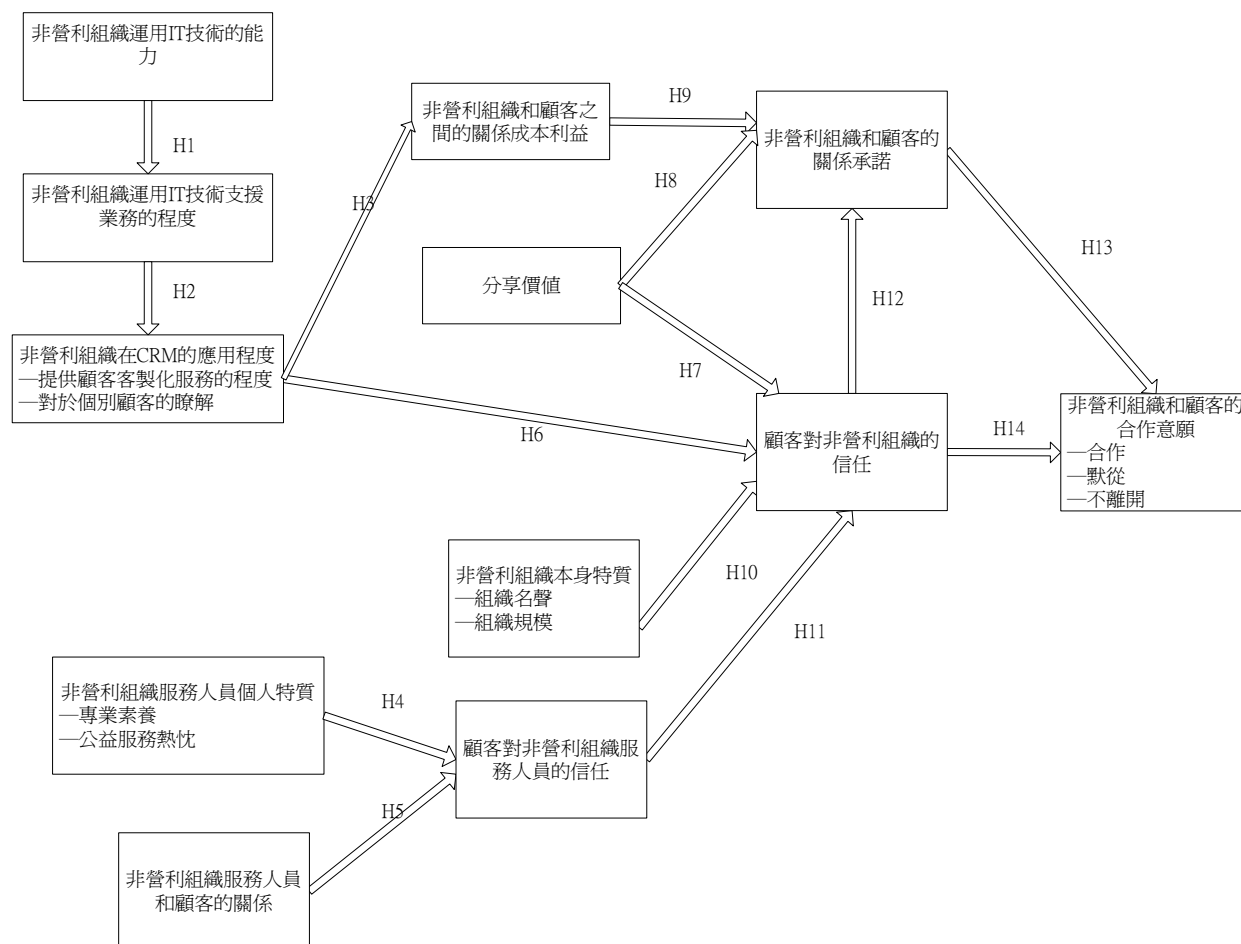 非營利組織運用IT技術的能
力
H1
非營利組織運用IT技術支援
業務的程度
H2
非營利組織在CRM的應用程度
—提供顧客客製化服務的程度
—對於個別顧客的瞭解
H3
非營利組織和顧客之
間的關係成本利益
H9
非營利組織和顧客的
關係承諾
H8
分享價值
H7
H12
H13
H6
顧客對非營利組織的
信任
H14
非營利組織和顧客的
合作意願
—合作
—默從
—不離開
非營利組織本身特質
—組織名聲
—組織規模
H10
H11
非營利組織服務人員個人特質
—專業素養
—公益服務熱忱
H4
顧客對非營利組織服
務人員的信任
H5
非營利組織服務人員
和顧客的關係